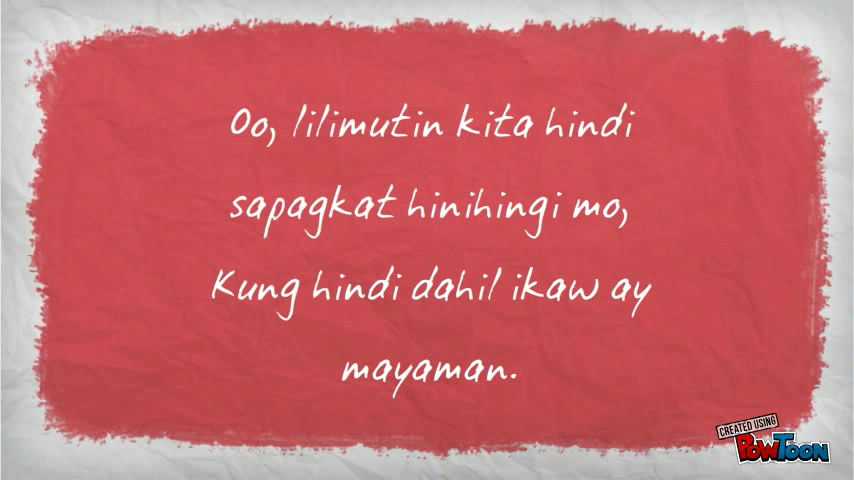 Oo, lilimutin kita hindi
sapagkat hinihingi mo,
Kung hindi dahil ikaw ay
mayaman.
CREATED USING
POWTOON